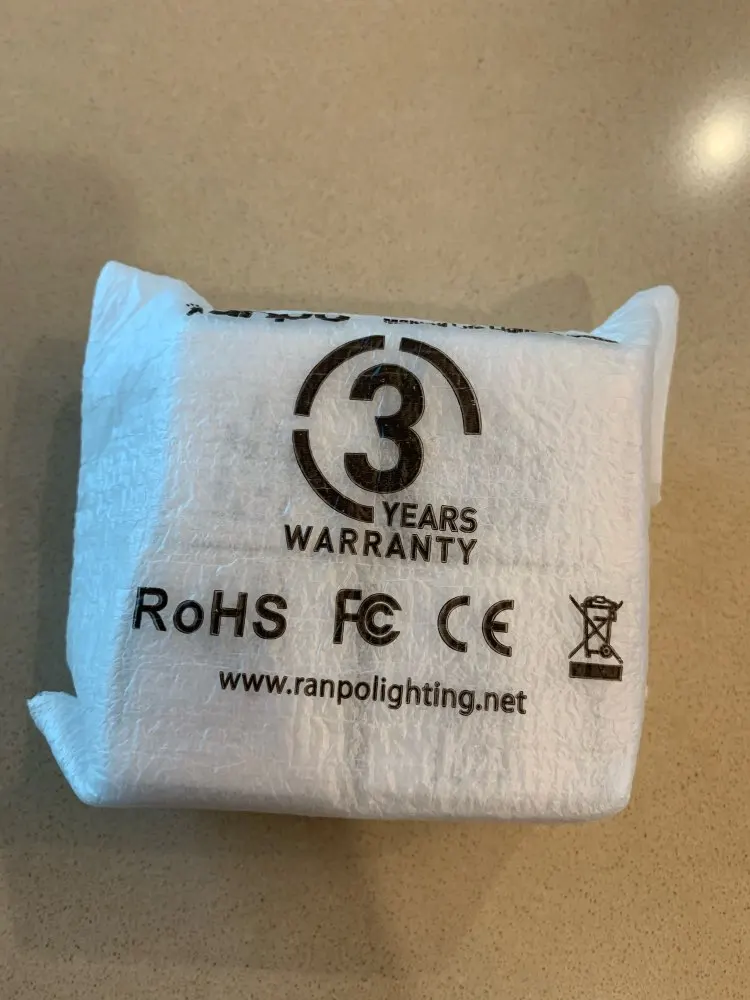 3
YEARS
WARRANTY
RoHS FC CE
www.ranpolighting.net